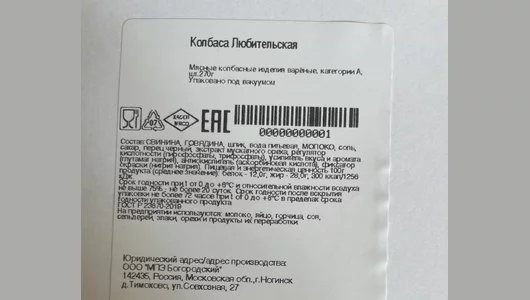 Колбаса Любительская
Мясные колбасные изделия варёные, категории А,
шт.270г
Упаковано под вакуумом
07
КАССИ
МЯСО
EAC
00000000001
Состав: СВИНИНА, ГОВЯДИНА, шпик, вода питьевая, МОЛОКО, соль,
сахар, перец черный, экстракт мускатного ореха, регулятор
кислотности (пирофосфаты, трифосфаты), усилитель вкуса и аромата
(глутамат натрия), антиокислитель (аскорбиновая кислота), фиксатор
окраски (нитрит натрия). Пищевая и энергетическая ценность 100г
продукта (среднее значение): белок - 12,0г, жир - 28,0г, 300 ккал/1256
кДж
Срок годности при t от 0 до +6°С и относительной влажности воздуха
не выше 75% - не более 20 суток. Срок годности после вскрытия
упаковки не более 72 часов при t от 0 до +6°С в пределах срока
годности упакованного продукта
ГОСТ Р 23670-2019
На предприятии используются: молоко, яйцо, горчица, соя,
сельдерей, злаки, орехи и продукты их переработки
Юридический адрес/адрес производства:
ООО "МПЗ Богородский"
142435, Россия, Московская обл.,г.Ногинск
д.Тимохово, ул.Совхозная, 27